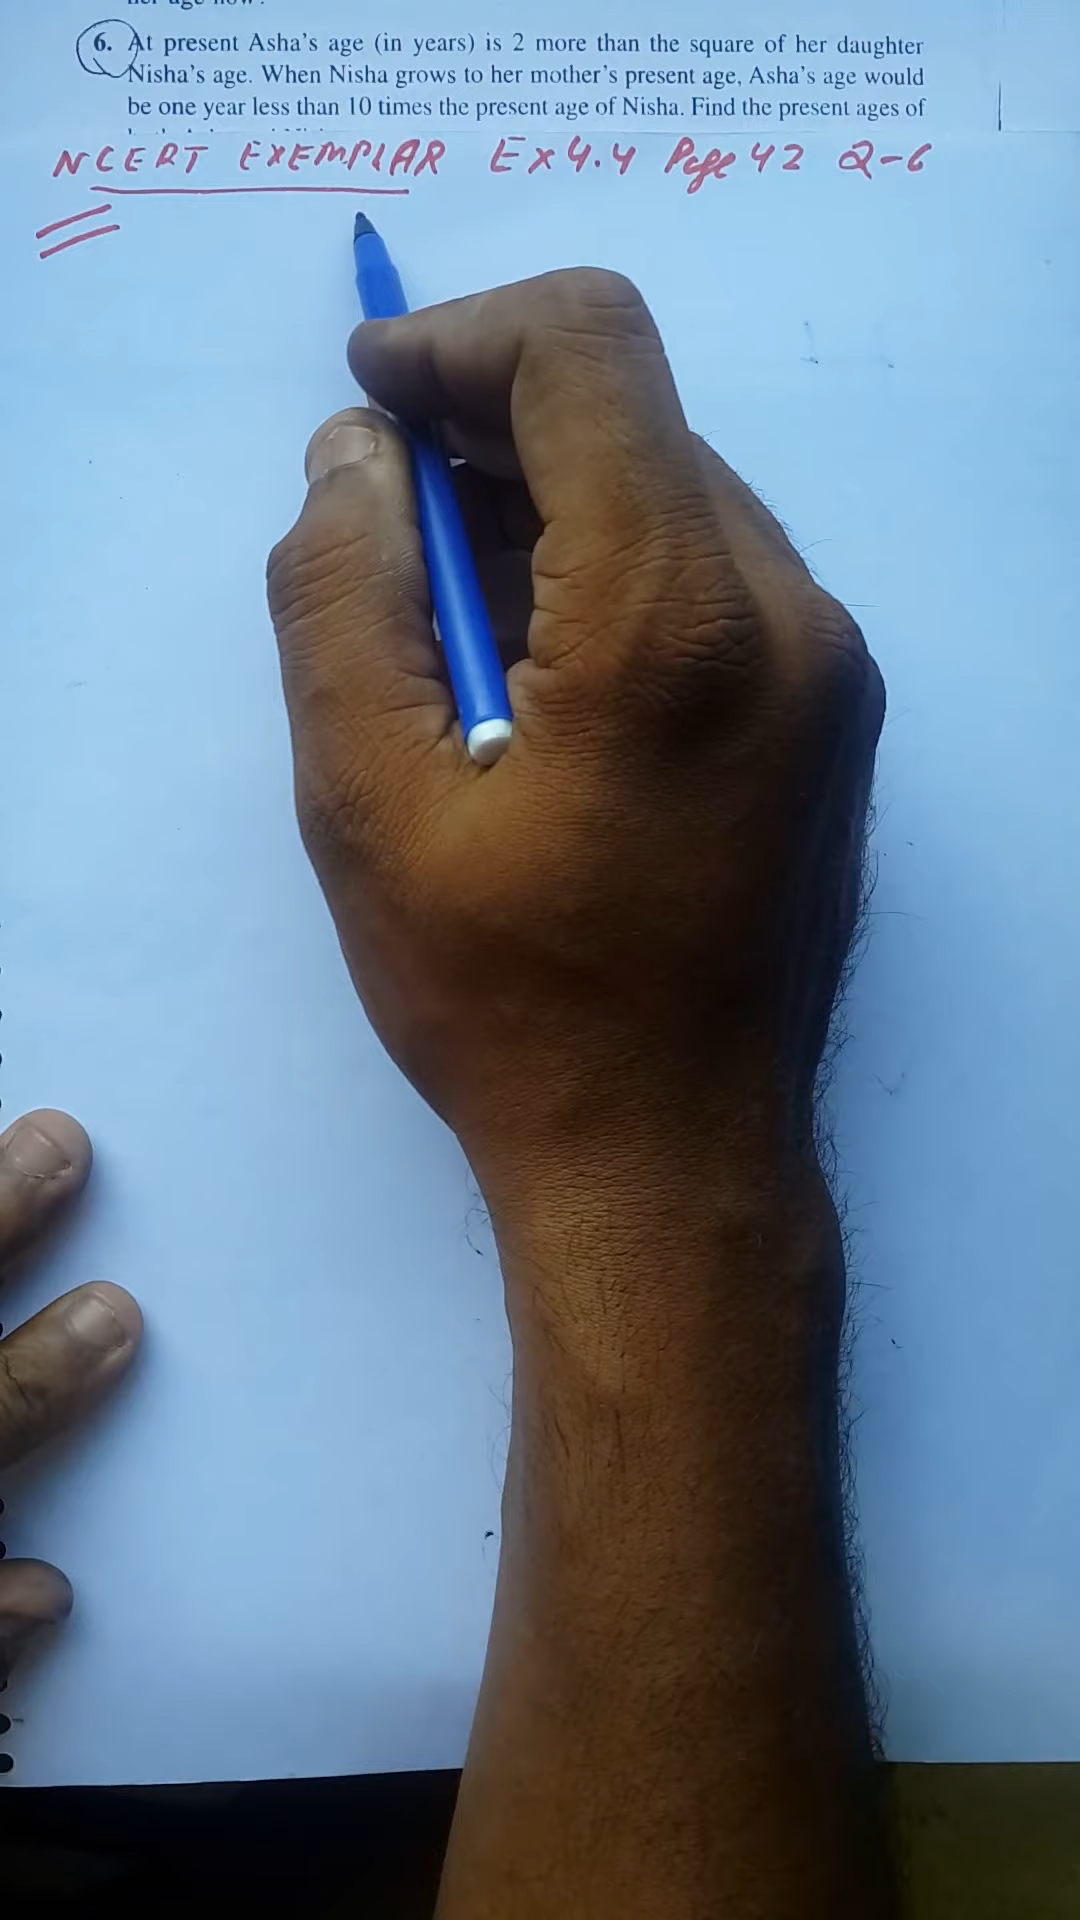 6. At present Asha's age (in years) is 2 more than the square of her daughter
Nisha's age. When Nisha grows to her mother's present age, Asha's age would
be one year less than 10 times the present age of Nisha. Find the present ages of
NCERT EXEMPLAR Ex 4.4 Page 42 Q-6